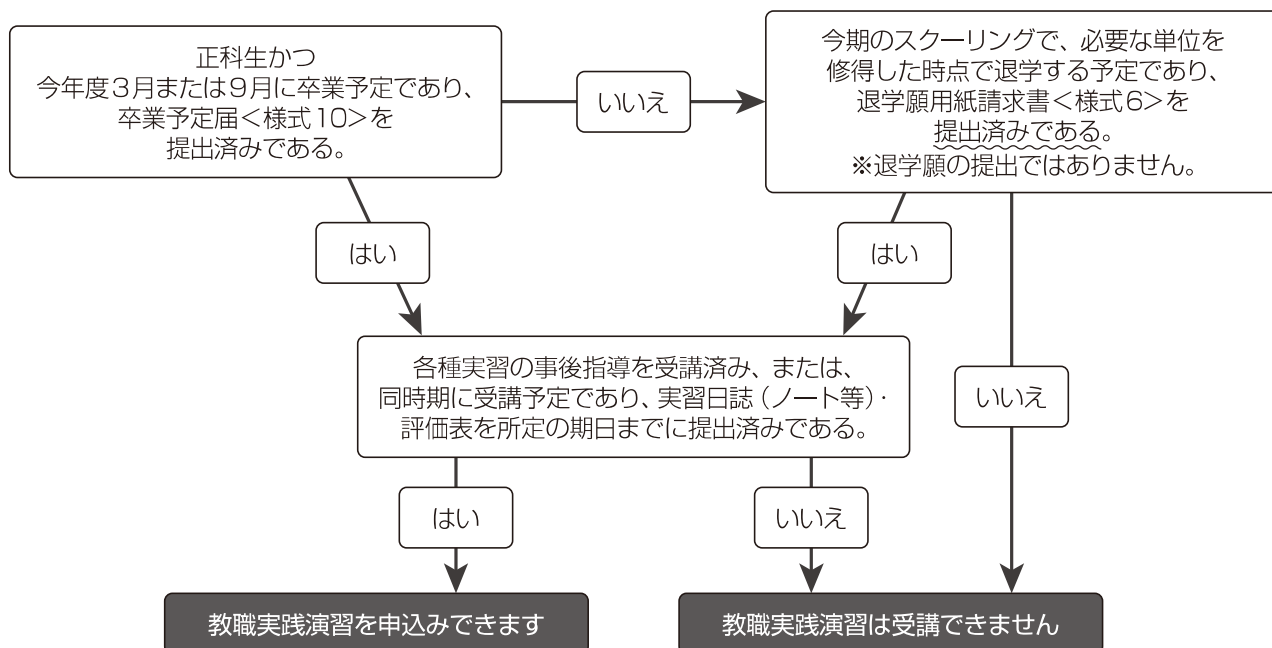 正科生かつ
今年度3月または9月に卒業予定であり、
卒業予定届<様式10>を
提出済みである。
いいえ
今期のスクーリングで、必要な単位を
修得した時点で退学する予定であり、
退学願用紙請求書<様式6>を
提出済みである。
※退学願の提出ではありません。
はい
はい
各種実習の事後指導を受講済み、または、
同時期に受講予定であり、実習日誌(ノート等)・
評価表を所定の期日までに提出済みである。
いいえ
はい
いいえ
教職実践演習を申込みできます
教職実践演習は受講できません